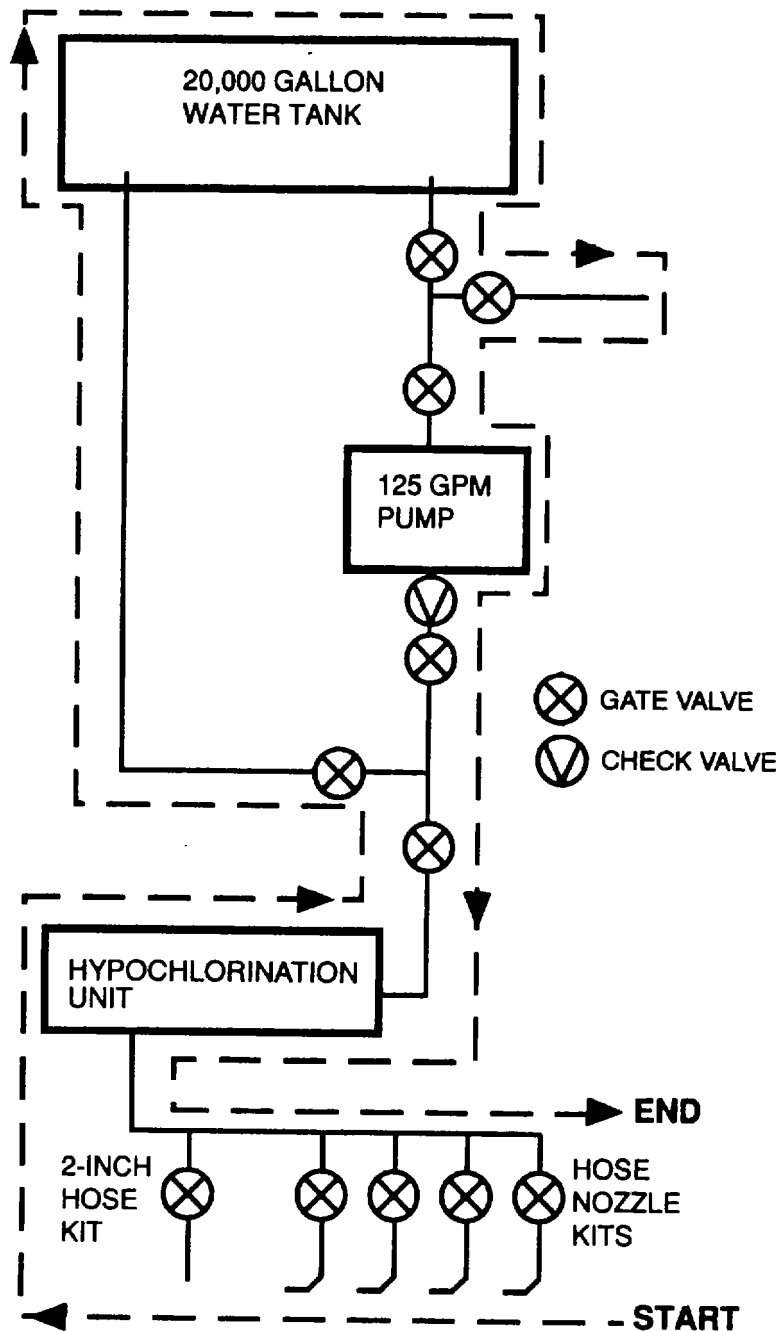 20,000 GALLON
WATER TANK
125 GPM
PUMP
GATE VALVE
CHECK VALVE
HYPOCHLORINATION
UNIT
END
2-INCH
HOSE
KIT
HOSE
NOZZLE
KITS
START